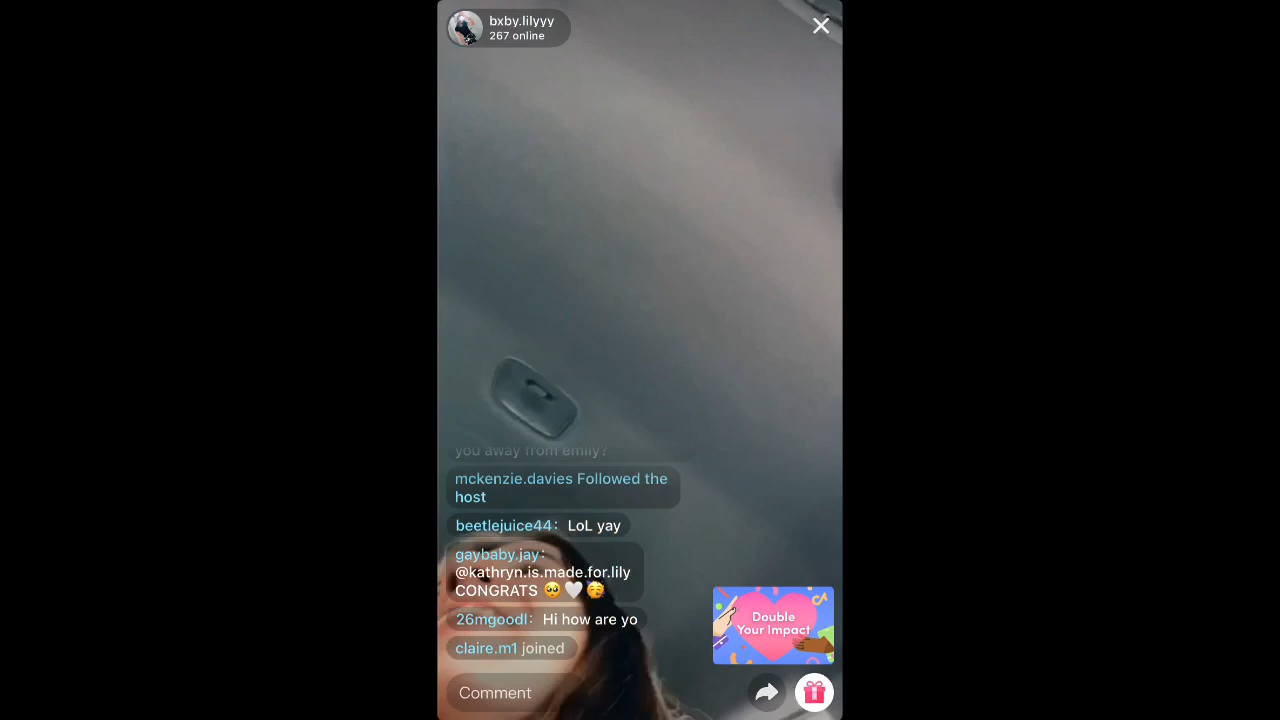 bxby.lilyyy
267 online
you away from emily?
mckenzie.davies Followed the
host
beetlejuice44: LoL yay
gaybaby.jay:
@kathryn.is.made.for.lily
CONGRATS 🥺🤍🥳
26mgoodl: Hi how are yo
claire.m1 joined
Double
Your Impact
Comment